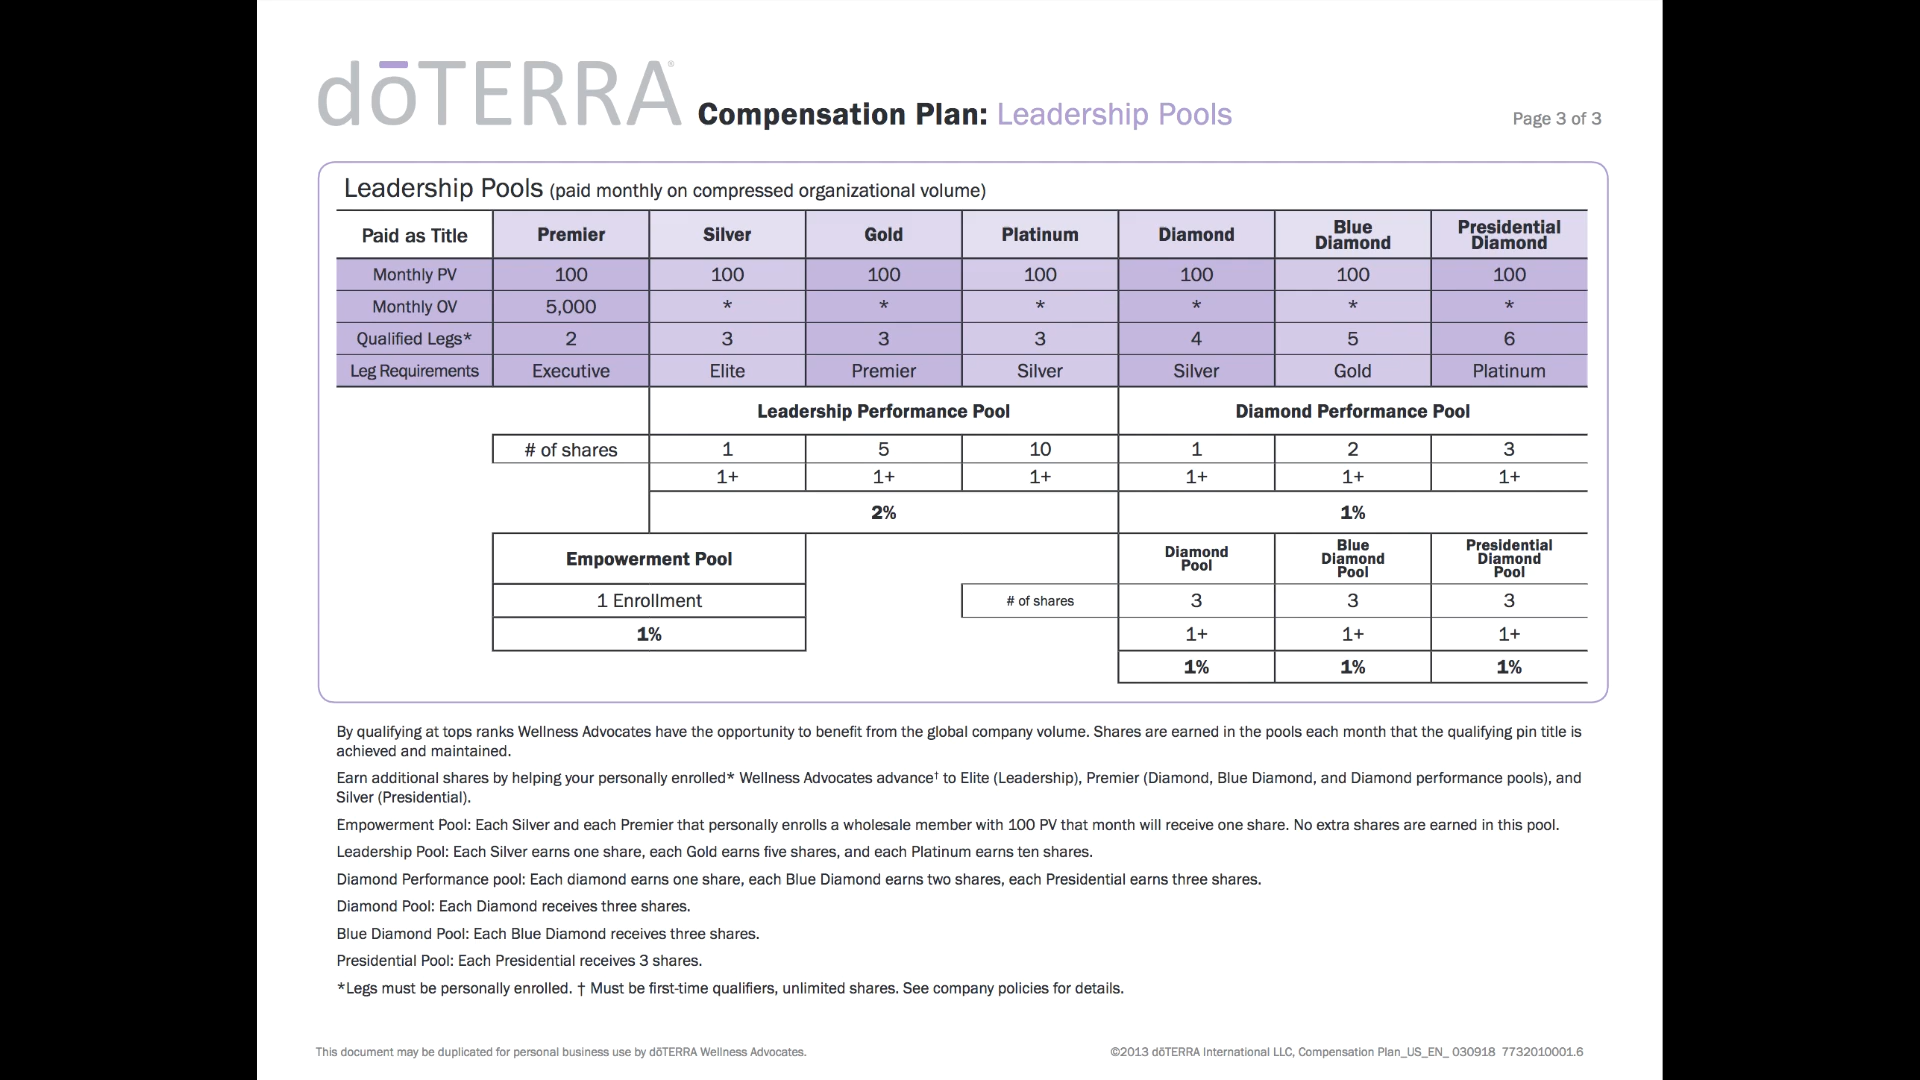 dōTERRA® Compensation Plan: Leadership Pools Page 3 of 3
Leadership Pools (paid monthly on compressed organizational volume)
Paid as Title Premier Silver Gold Platinum Diamond Blue Diamond Presidential Diamond
Monthly PV 100 100 100 100 100 100 100
Monthly OV 5,000 * * * * * *
Qualified Legs* 2 3 3 3 4 5 6
Leg Requirements Executive Elite Premier Silver Silver Gold Platinum
Leadership Performance Pool Diamond Performance Pool
# of shares 1 5 10 1 2 3
1+ 1+ 1+ 1+ 1+ 1+
2% 1%
Empowerment Pool Diamond Pool Blue Diamond Pool Presidential Diamond Pool
1 Enrollment # of shares 3 3 3
1% 1+ 1+ 1+
1% 1% 1%
By qualifying at tops ranks Wellness Advocates have the opportunity to benefit from the global company volume. Shares are earned in the pools each month that the qualifying pin title is
achieved and maintained.
Earn additional shares by helping your personally enrolled* Wellness Advocates advance† to Elite (Leadership), Premier (Diamond, Blue Diamond, and Diamond performance pools), and
Silver (Presidential).
Empowerment Pool: Each Silver and each Premier that personally enrolls a wholesale member with 100 PV that month will receive one share. No extra shares are earned in this pool.
Leadership Pool: Each Silver earns one share, each Gold earns five shares, and each Platinum earns ten shares.
Diamond Performance pool: Each diamond earns one share, each Blue Diamond earns two shares, each Presidential earns three shares.
Diamond Pool: Each Diamond receives three shares.
Blue Diamond Pool: Each Blue Diamond receives three shares.
Presidential Pool: Each Presidential receives 3 shares.
*Legs must be personally enrolled. † Must be first-time qualifiers, unlimited shares. See company policies for details.
This document may be duplicated for personal business use by dōTERRA Wellness Advocates. ©2013 dōTERRA International LLC, Compensation Plan_US_EN_ 030918 7732010001.6